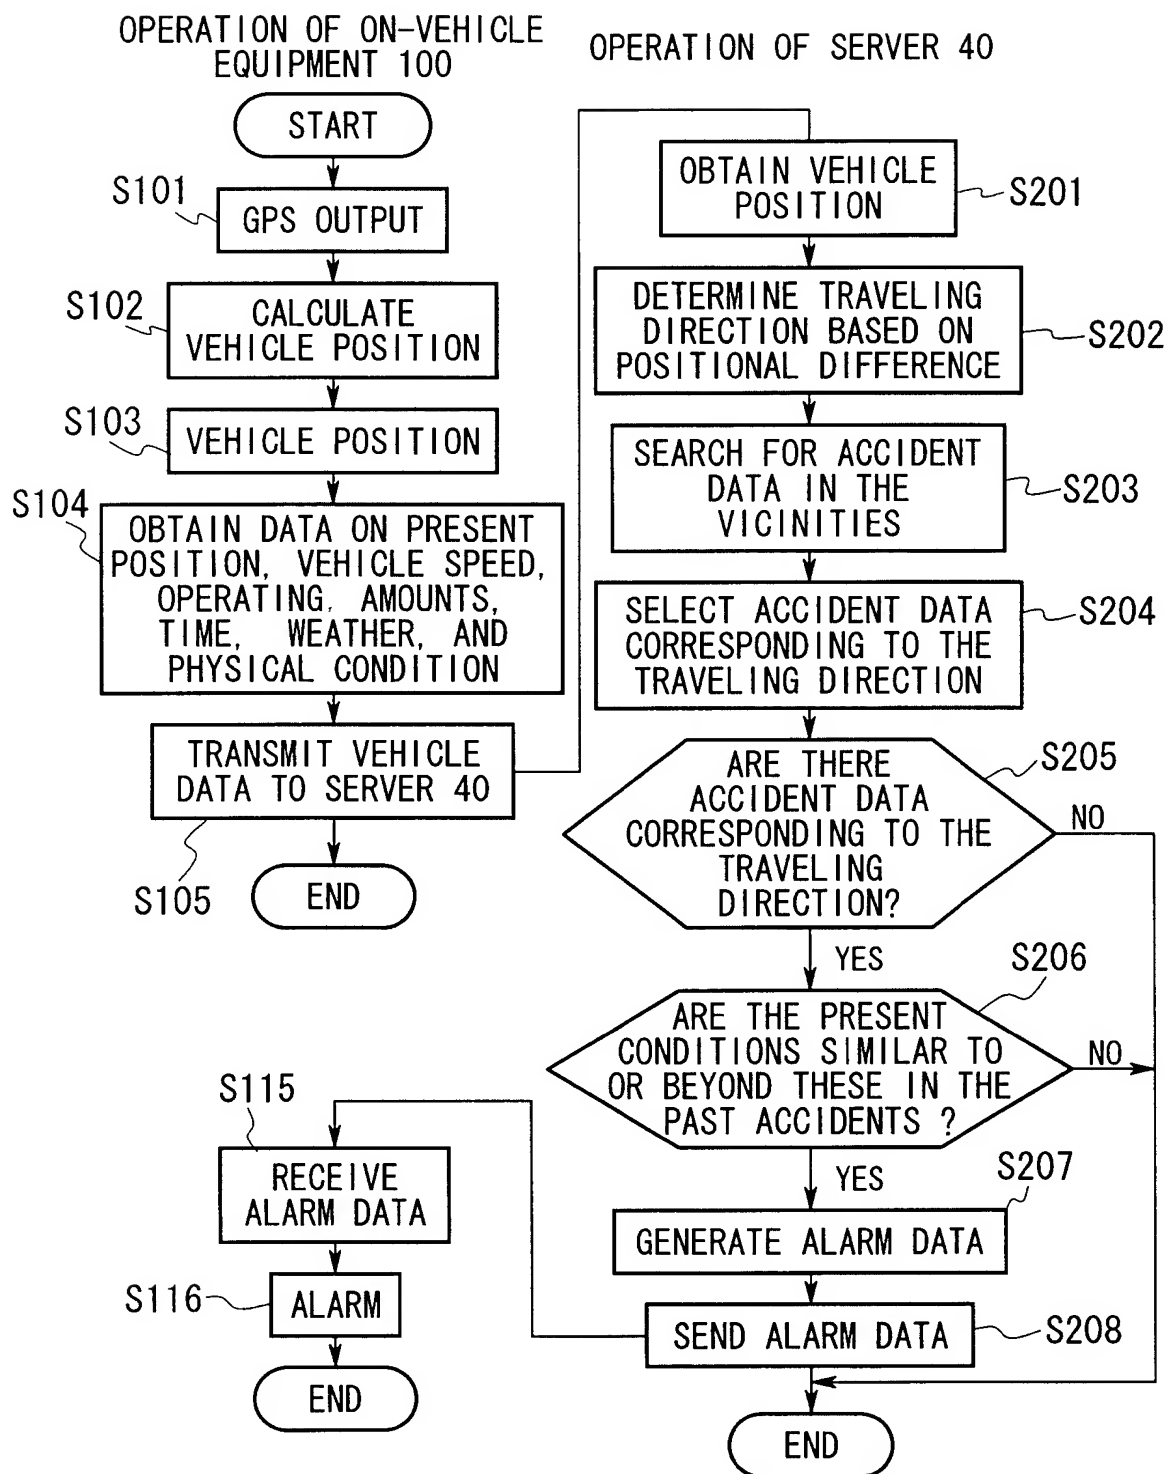 OPERATION OF ON-VEHICLE
EQUIPMENT 100
START
S101
GPS OUTPUT
S102
CALCULATE
VEHICLE POSITION
S103
VEHICLE POSITION
S104
OBTAIN DATA ON PRESENT
POSITION, VEHICLE SPEED,
OPERATING, AMOUNTS,
TIME, WEATHER, AND
PHYSICAL CONDITION
TRANSMIT VEHICLE
DATA TO SERVER 40
S105
END
OPERATION OF SERVER 40
OBTAIN VEHICLE
POSITION
S201
DETERMINE TRAVELING
DIRECTION BASED ON
POSITIONAL DIFFERENCE
S202
SEARCH FOR ACCIDENT
DATA IN THE
VICINITIES
S203
SELECT ACCIDENT DATA
CORRESPONDING TO THE
TRAVELING DIRECTION
S204
ARE THERE
ACCIDENT DATA
CORRESPONDING TO THE
TRAVELING
DIRECTION?
S205
NO
YES
S206
ARE THE PRESENT
CONDITIONS SIMILAR TO
OR BEYOND THESE IN THE
PAST ACCIDENTS ?
NO
YES
S207
GENERATE ALARM DATA
SEND ALARM DATA
S208
END
S115
RECEIVE
ALARM DATA
S116
ALARM
END